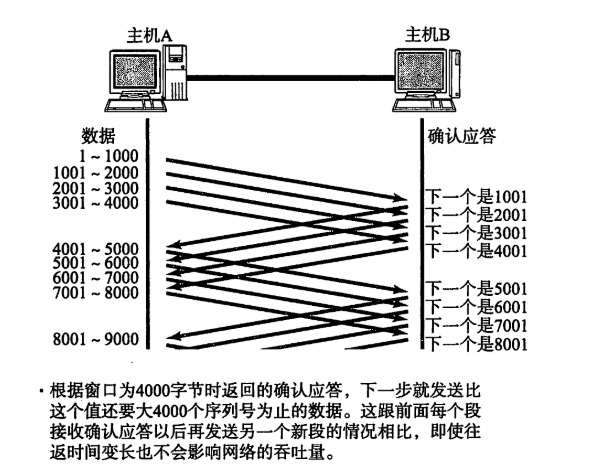 主机A
主机B
数据
确认应答
1～1000
1001～2000
2001～3000
3001～4000
下一个是1001
下一个是2001
下一个是3001
下一个是4001
4001～5000
5001～6000
6001～7000
7001～8000
下一个是5001
下一个是6001
下一个是7001
下一个是8001
8001～9000
·根据窗口为4000字节时返回的确认应答，下一步就发送比
这个值还要大4000个序列号为止的数据。这跟前面每个段
接收确认应答以后再发送另一个新段的情况相比，即使往
返时间变长也不会影响网络的吞吐量。